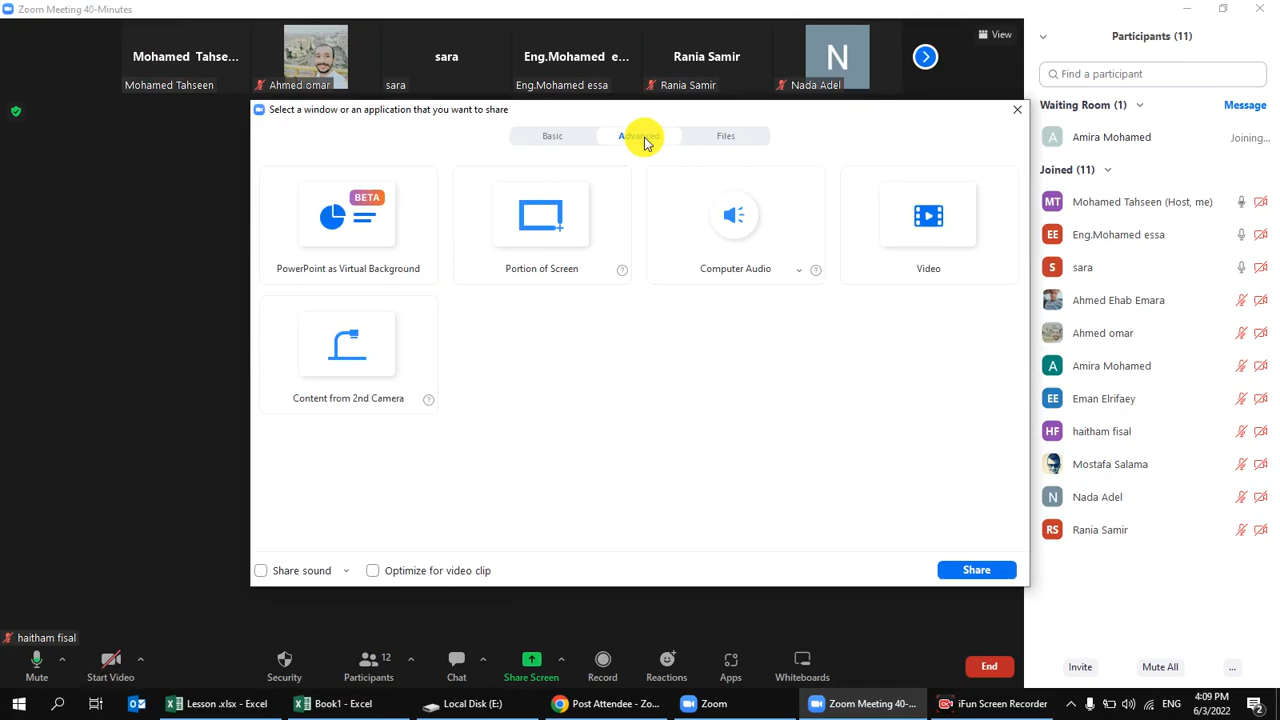 Zoom Meeting 40-Minutes
Mohamed Tahse...
sara
Eng.Mohamed e...
Rania Samir
N
View
Mohamed Tahseen
Ahmed omar
sara
Eng.Mohamed essa
Rania Samir
Nada Adel
Participants (11)
Find a participant
Waiting Room (1)
Message
A Amira Mohamed Joining...
Joined (11)
MT Mohamed Tahseen (Host, me)
EE Eng.Mohamed essa
S sara
Ahmed Ehab Emara
Ahmed omar
A Amira Mohamed
EE Eman Elrifaey
HF haitham fisal
Mostafa Salama
N Nada Adel
RS Rania Samir
Select a window or an application that you want to share
Basic Advanced Files
BETA
PowerPoint as Virtual Background
Portion of Screen
Computer Audio
Video
Content from 2nd Camera
Share sound
Optimize for video clip
Share
haitham fisal
Mute
Start Video
Security
12
Participants
Chat
Share Screen
Record
Reactions
Apps
Whiteboards
End
Invite
Mute All
...
Lesson .xlsx - Excel
Book1 - Excel
Local Disk (E:)
Post Attendee - Zo...
Zoom
Zoom Meeting 40-...
iFun Screen Recorder
ENG
4:09 PM
6/3/2022
2